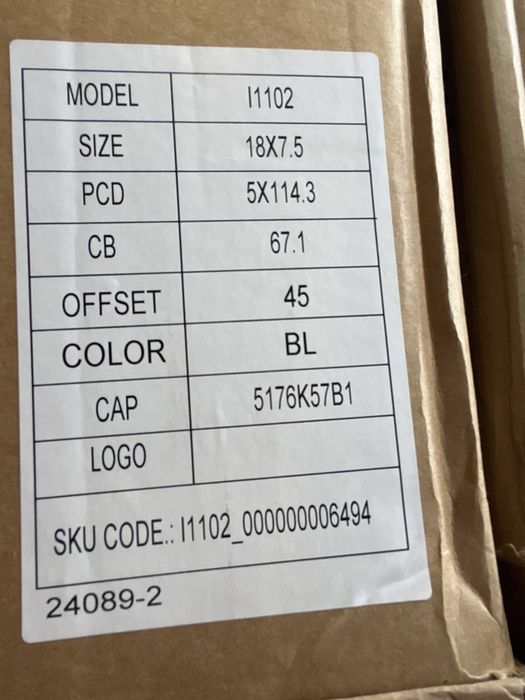 MODEL I1102
SIZE 18X7.5
PCD 5X114.3
CB 67.1
OFFSET 45
COLOR BL
CAP 5176K57B1
LOGO
SKU CODE.: I1102_000000006494
24089-2